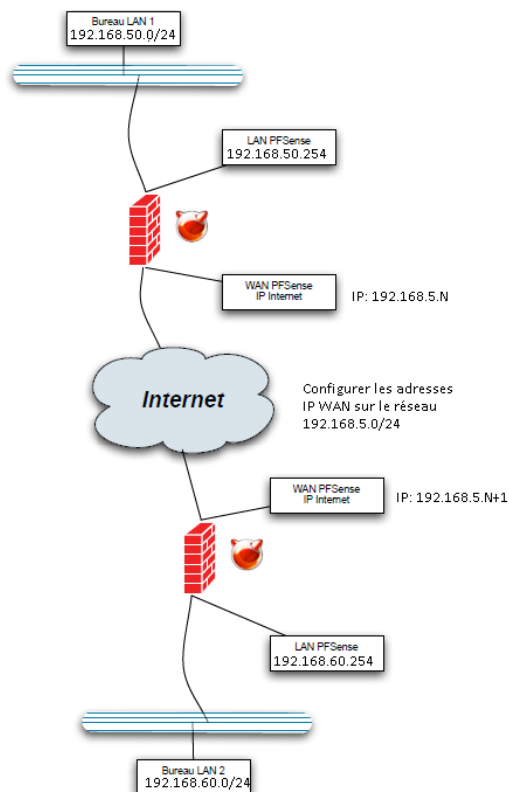 Bureau LAN 1
192.168.50.0/24
LAN PFSense
192.168.50.254
WAN PFSense
IP Internet
IP: 192.168.5.N
Internet
Configurer les adresses
IP WAN sur le réseau
192.168.5.0/24
WAN PFSense
IP Internet
IP: 192.168.5.N+1
LAN PFSense
192.168.60.254
Bureau LAN 2
192.168.60.0/24